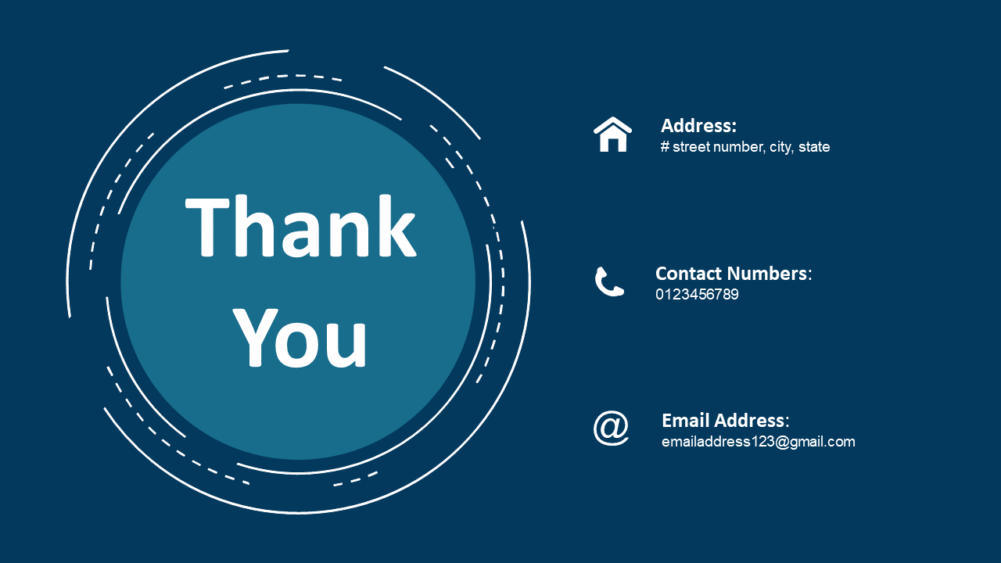 Thank
You
Address:
# street number, city, state
Contact Numbers:
0123456789
@
Email Address:
emailaddress123@gmail.com